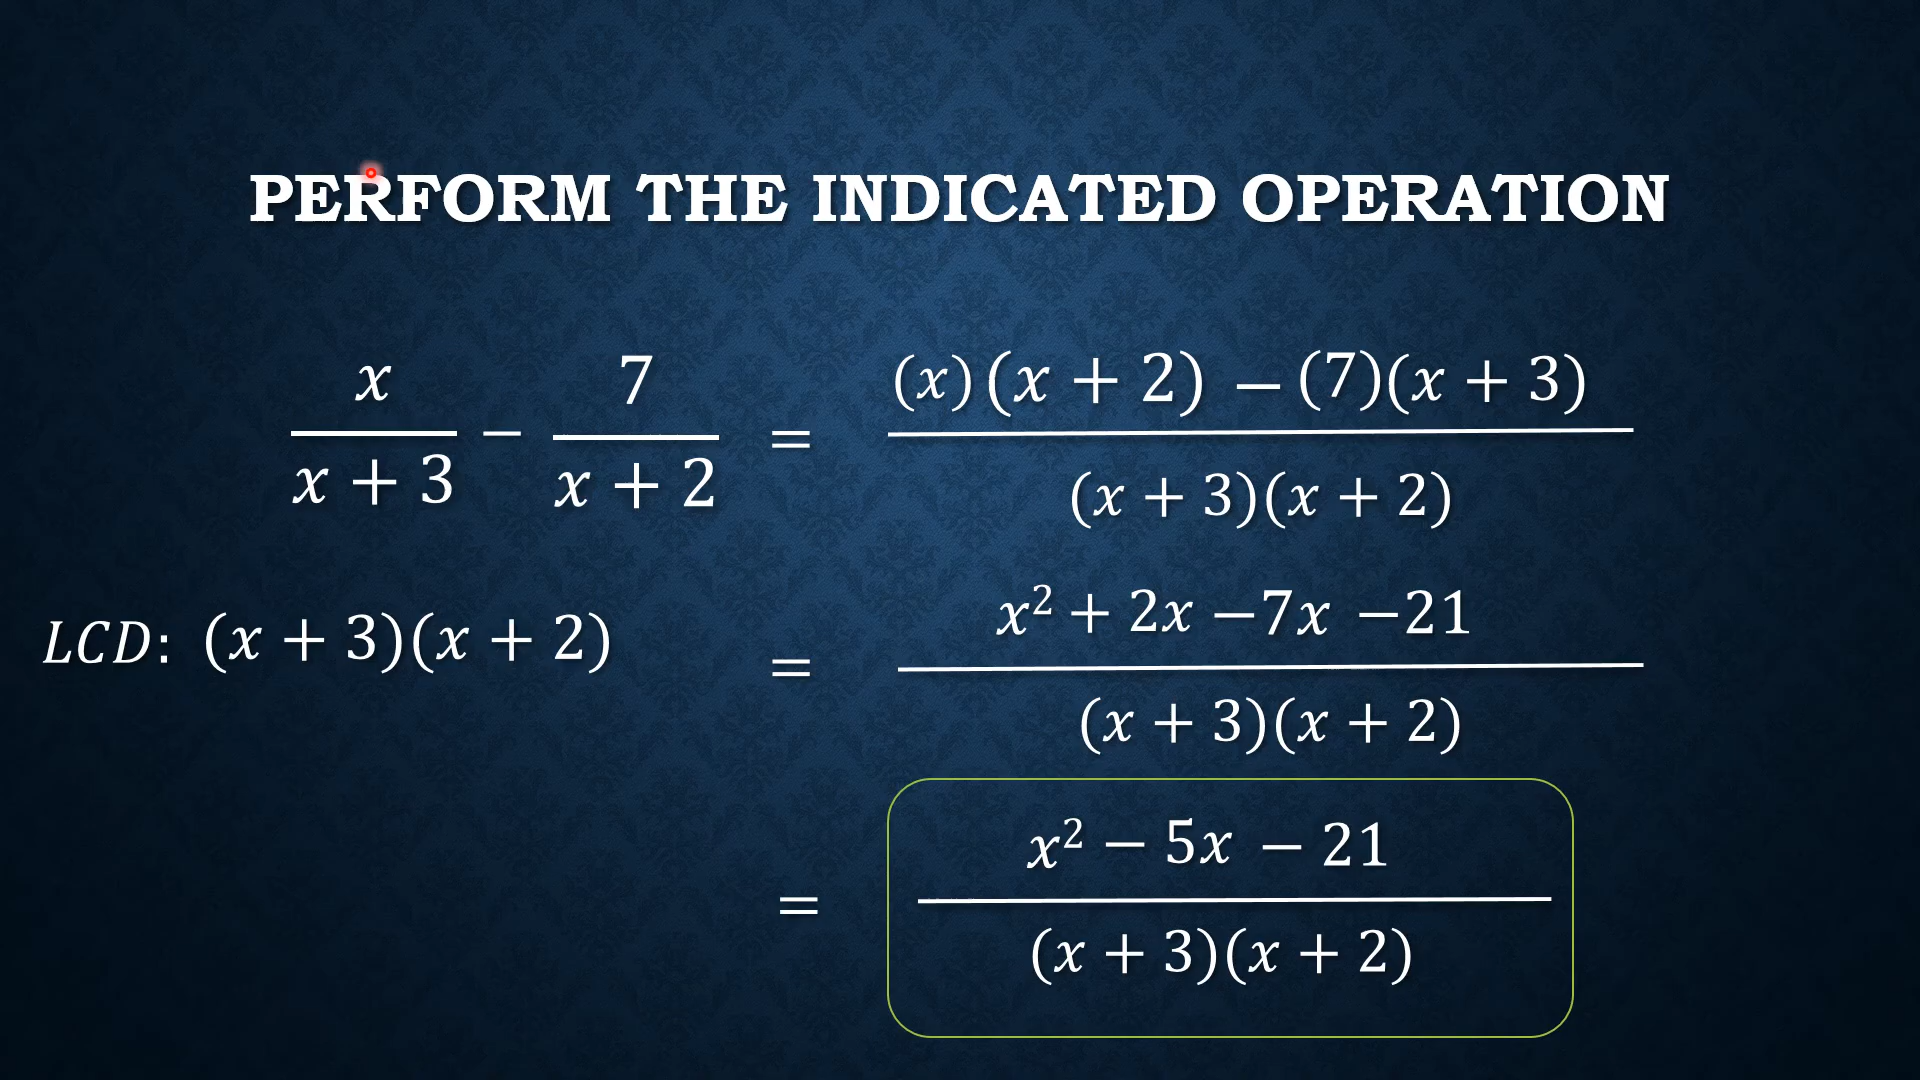 PERFORM THE INDICATED OPERATION
x/(x + 3) − 7/(x + 2) = ((x)(x + 2) − (7)(x + 3))/((x + 3)(x + 2))
LCD: (x + 3)(x + 2)
= (x² + 2x − 7x − 21)/((x + 3)(x + 2))
= (x² − 5x − 21)/((x + 3)(x + 2))